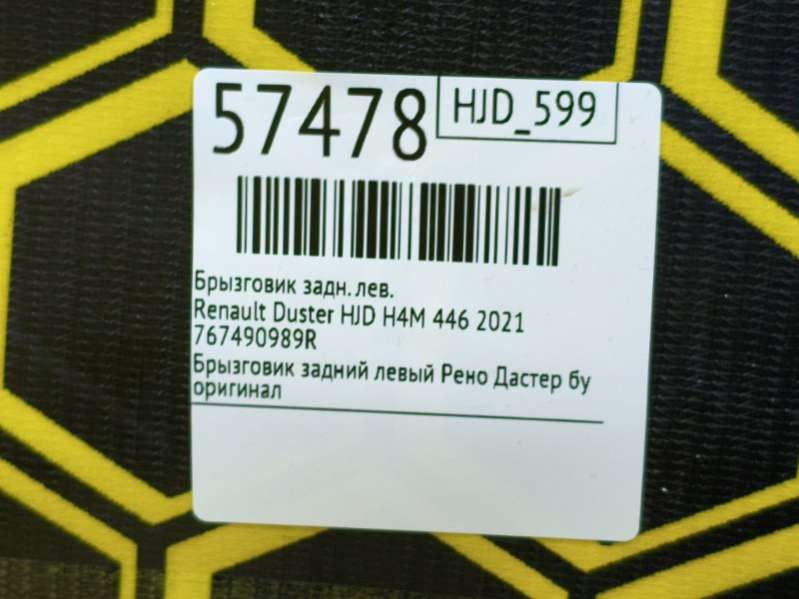 57478
HJD_599
Брызговик задн. лев.
Renault Duster HJD H4M 446 2021
767490989R
Брызговик задний левый Рено Дастер бу
оригинал